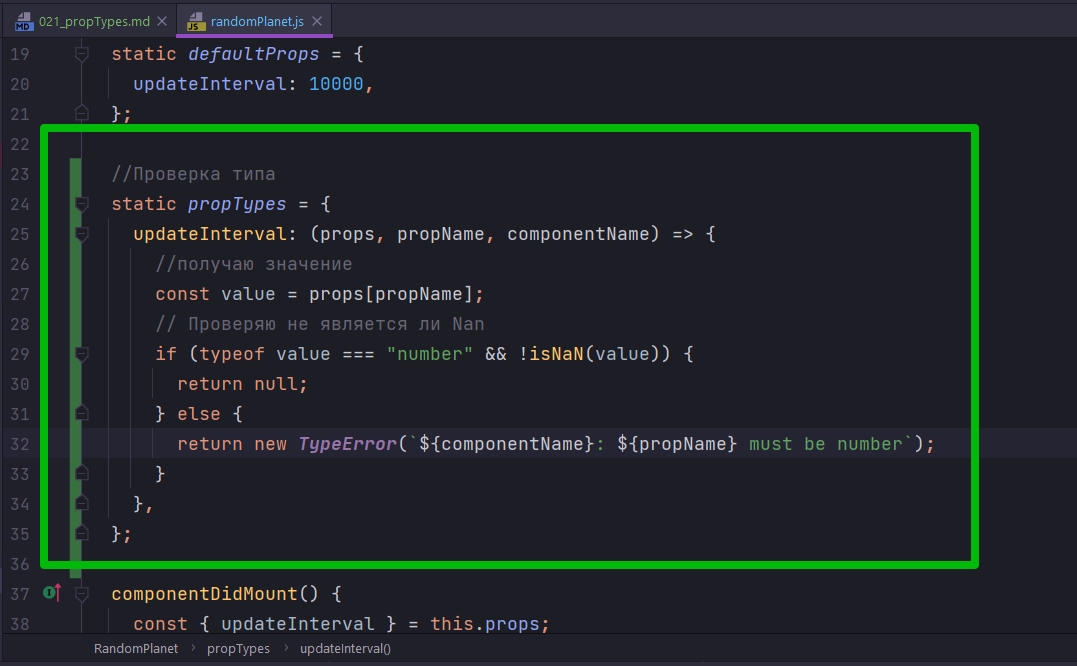 021_propTypes.md randomPlanet.js
19 static defaultProps = {
20 updateInterval: 10000,
21 };
22
23 //Проверка типа
24 static propTypes = {
25 updateInterval: (props, propName, componentName) => {
26 //получаю значение
27 const value = props[propName];
28 // Проверяю не является ли Nan
29 if (typeof value === "number" && !isNaN(value)) {
30 return null;
31 } else {
32 return new TypeError(`${componentName}: ${propName} must be number`);
33 }
34 },
35 };
36
37 componentDidMount() {
38 const { updateInterval } = this.props;
RandomPlanet › propTypes › updateInterval()